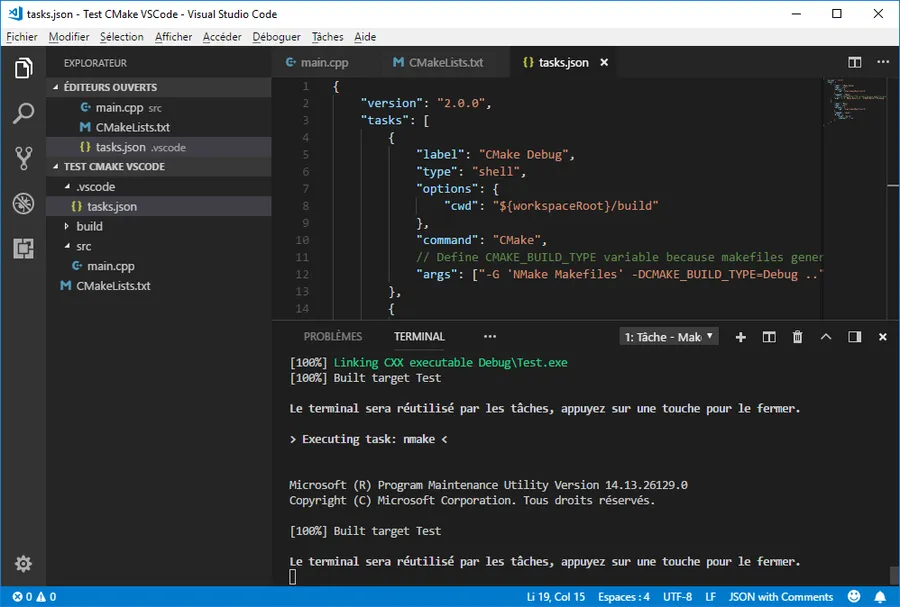 tasks.json - Test CMake VSCode - Visual Studio Code
Fichier Modifier Sélection Afficher Accéder Déboguer Tâches Aide
EXPLORATEUR
ÉDITEURS OUVERTS
main.cpp src
CMakeLists.txt
{} tasks.json .vscode
TEST CMAKE VSCODE
.vscode
{} tasks.json
build
src
main.cpp
CMakeLists.txt
main.cpp CMakeLists.txt {} tasks.json
1 {
2 "version": "2.0.0",
3 "tasks": [
4 {
5 "label": "CMake Debug",
6 "type": "shell",
7 "options": {
8 "cwd": "${workspaceRoot}/build"
9 },
10 "command": "CMake",
11 // Define CMAKE_BUILD_TYPE variable because makefiles gener
12 "args": ["-G 'NMake Makefiles' -DCMAKE_BUILD_TYPE=Debug .."
13 },
14 {
PROBLÈMES TERMINAL ••• 1: Tâche - Mak
[100%] Linking CXX executable Debug\Test.exe
[100%] Built target Test
Le terminal sera réutilisé par les tâches, appuyez sur une touche pour le fermer.
> Executing task: nmake <
Microsoft (R) Program Maintenance Utility Version 14.13.26129.0
Copyright (C) Microsoft Corporation. Tous droits réservés.
[100%] Built target Test
Le terminal sera réutilisé par les tâches, appuyez sur une touche pour le fermer.
0 0 Li 19, Col 15 Espaces : 4 UTF-8 LF JSON with Comments